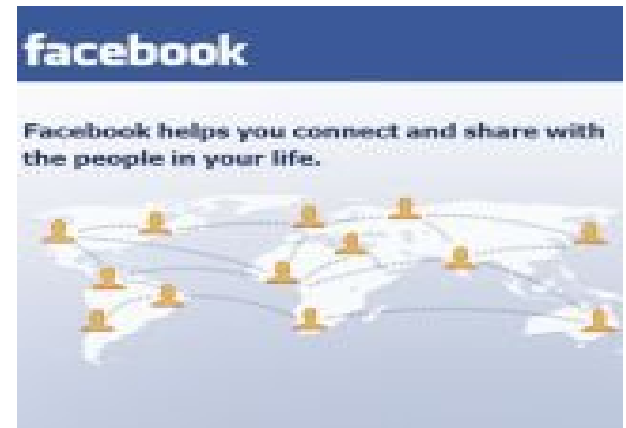 facebook
Facebook helps you connect and share with
the people in your life.